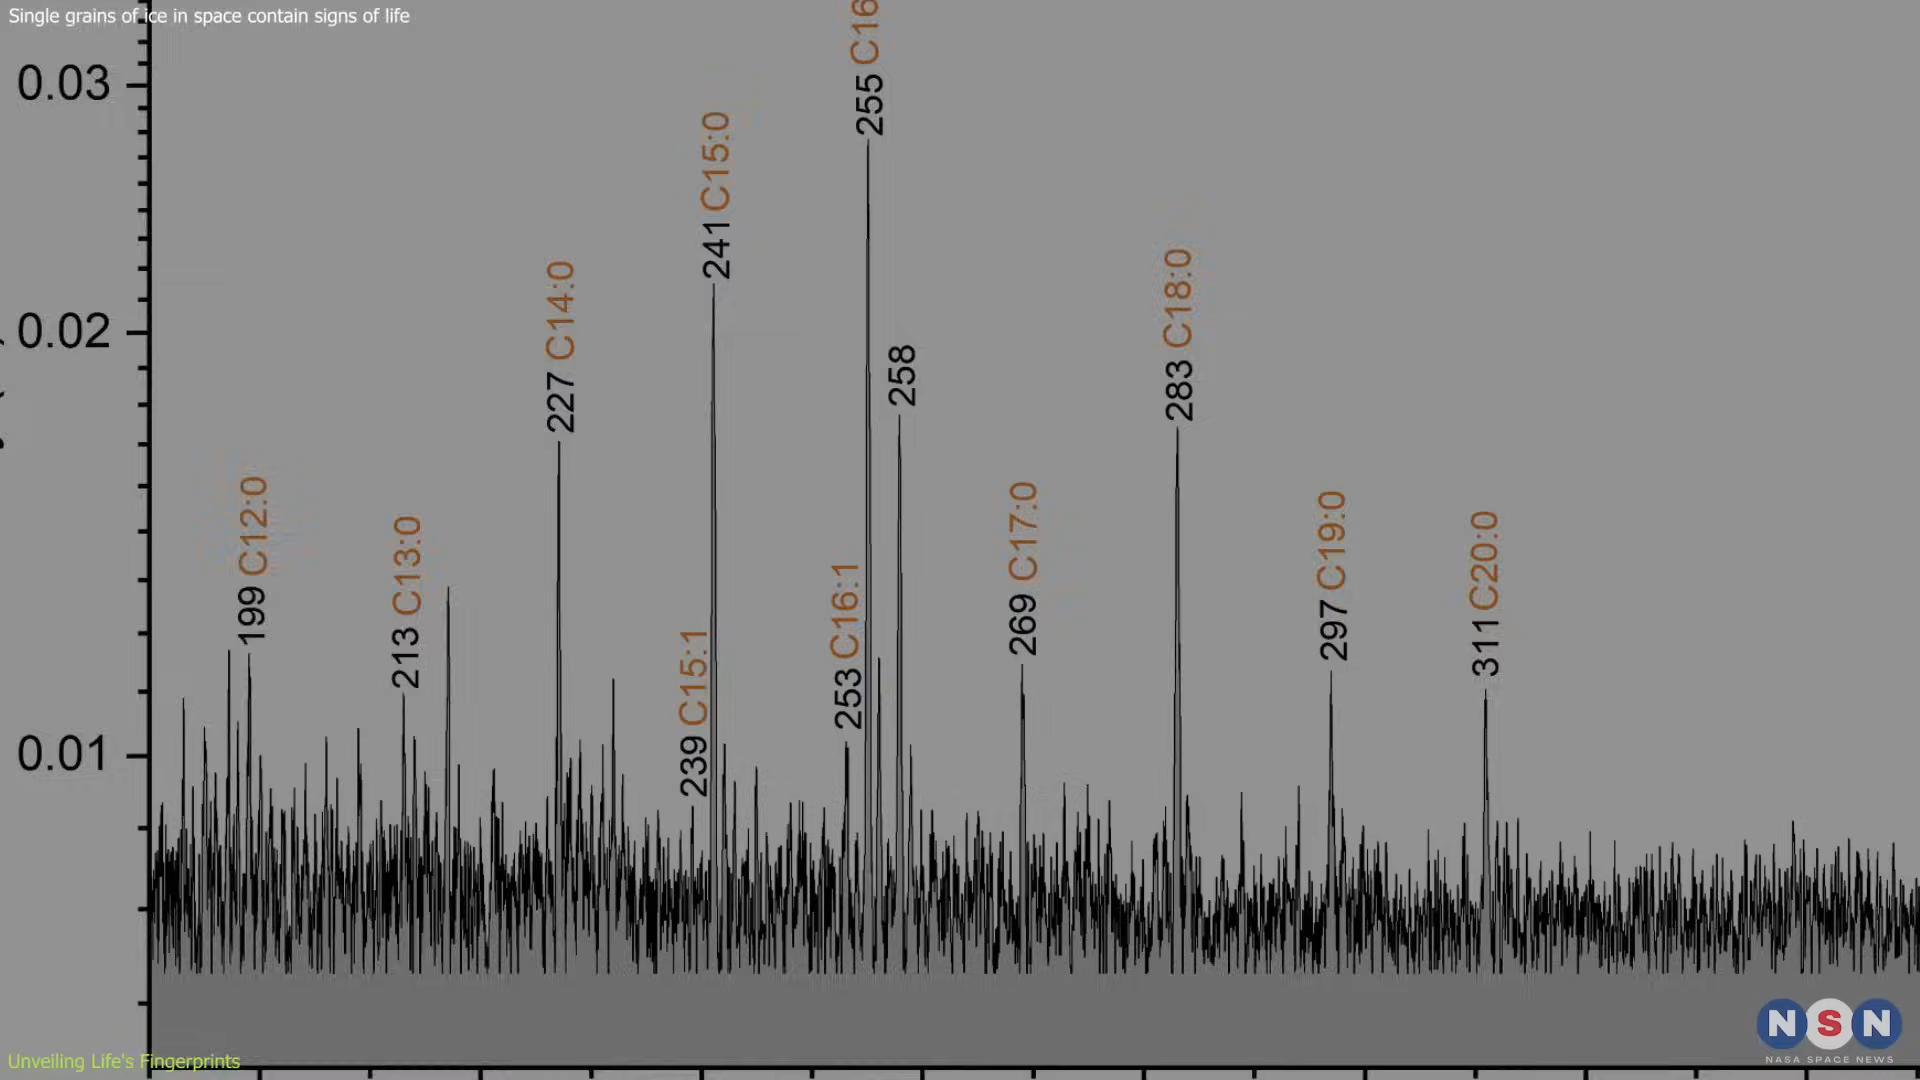 Single grains of ice in space contain signs of life
0.03
0.02
0.01
199 C12:0
213 C13:0
227 C14:0
239 C15:1
241 C15:0
253 C16:1
255 C16
258
269 C17:0
283 C18:0
297 C19:0
311 C20:0
Unveiling Life's Fingerprints
NSN
NASA SPACE NEWS